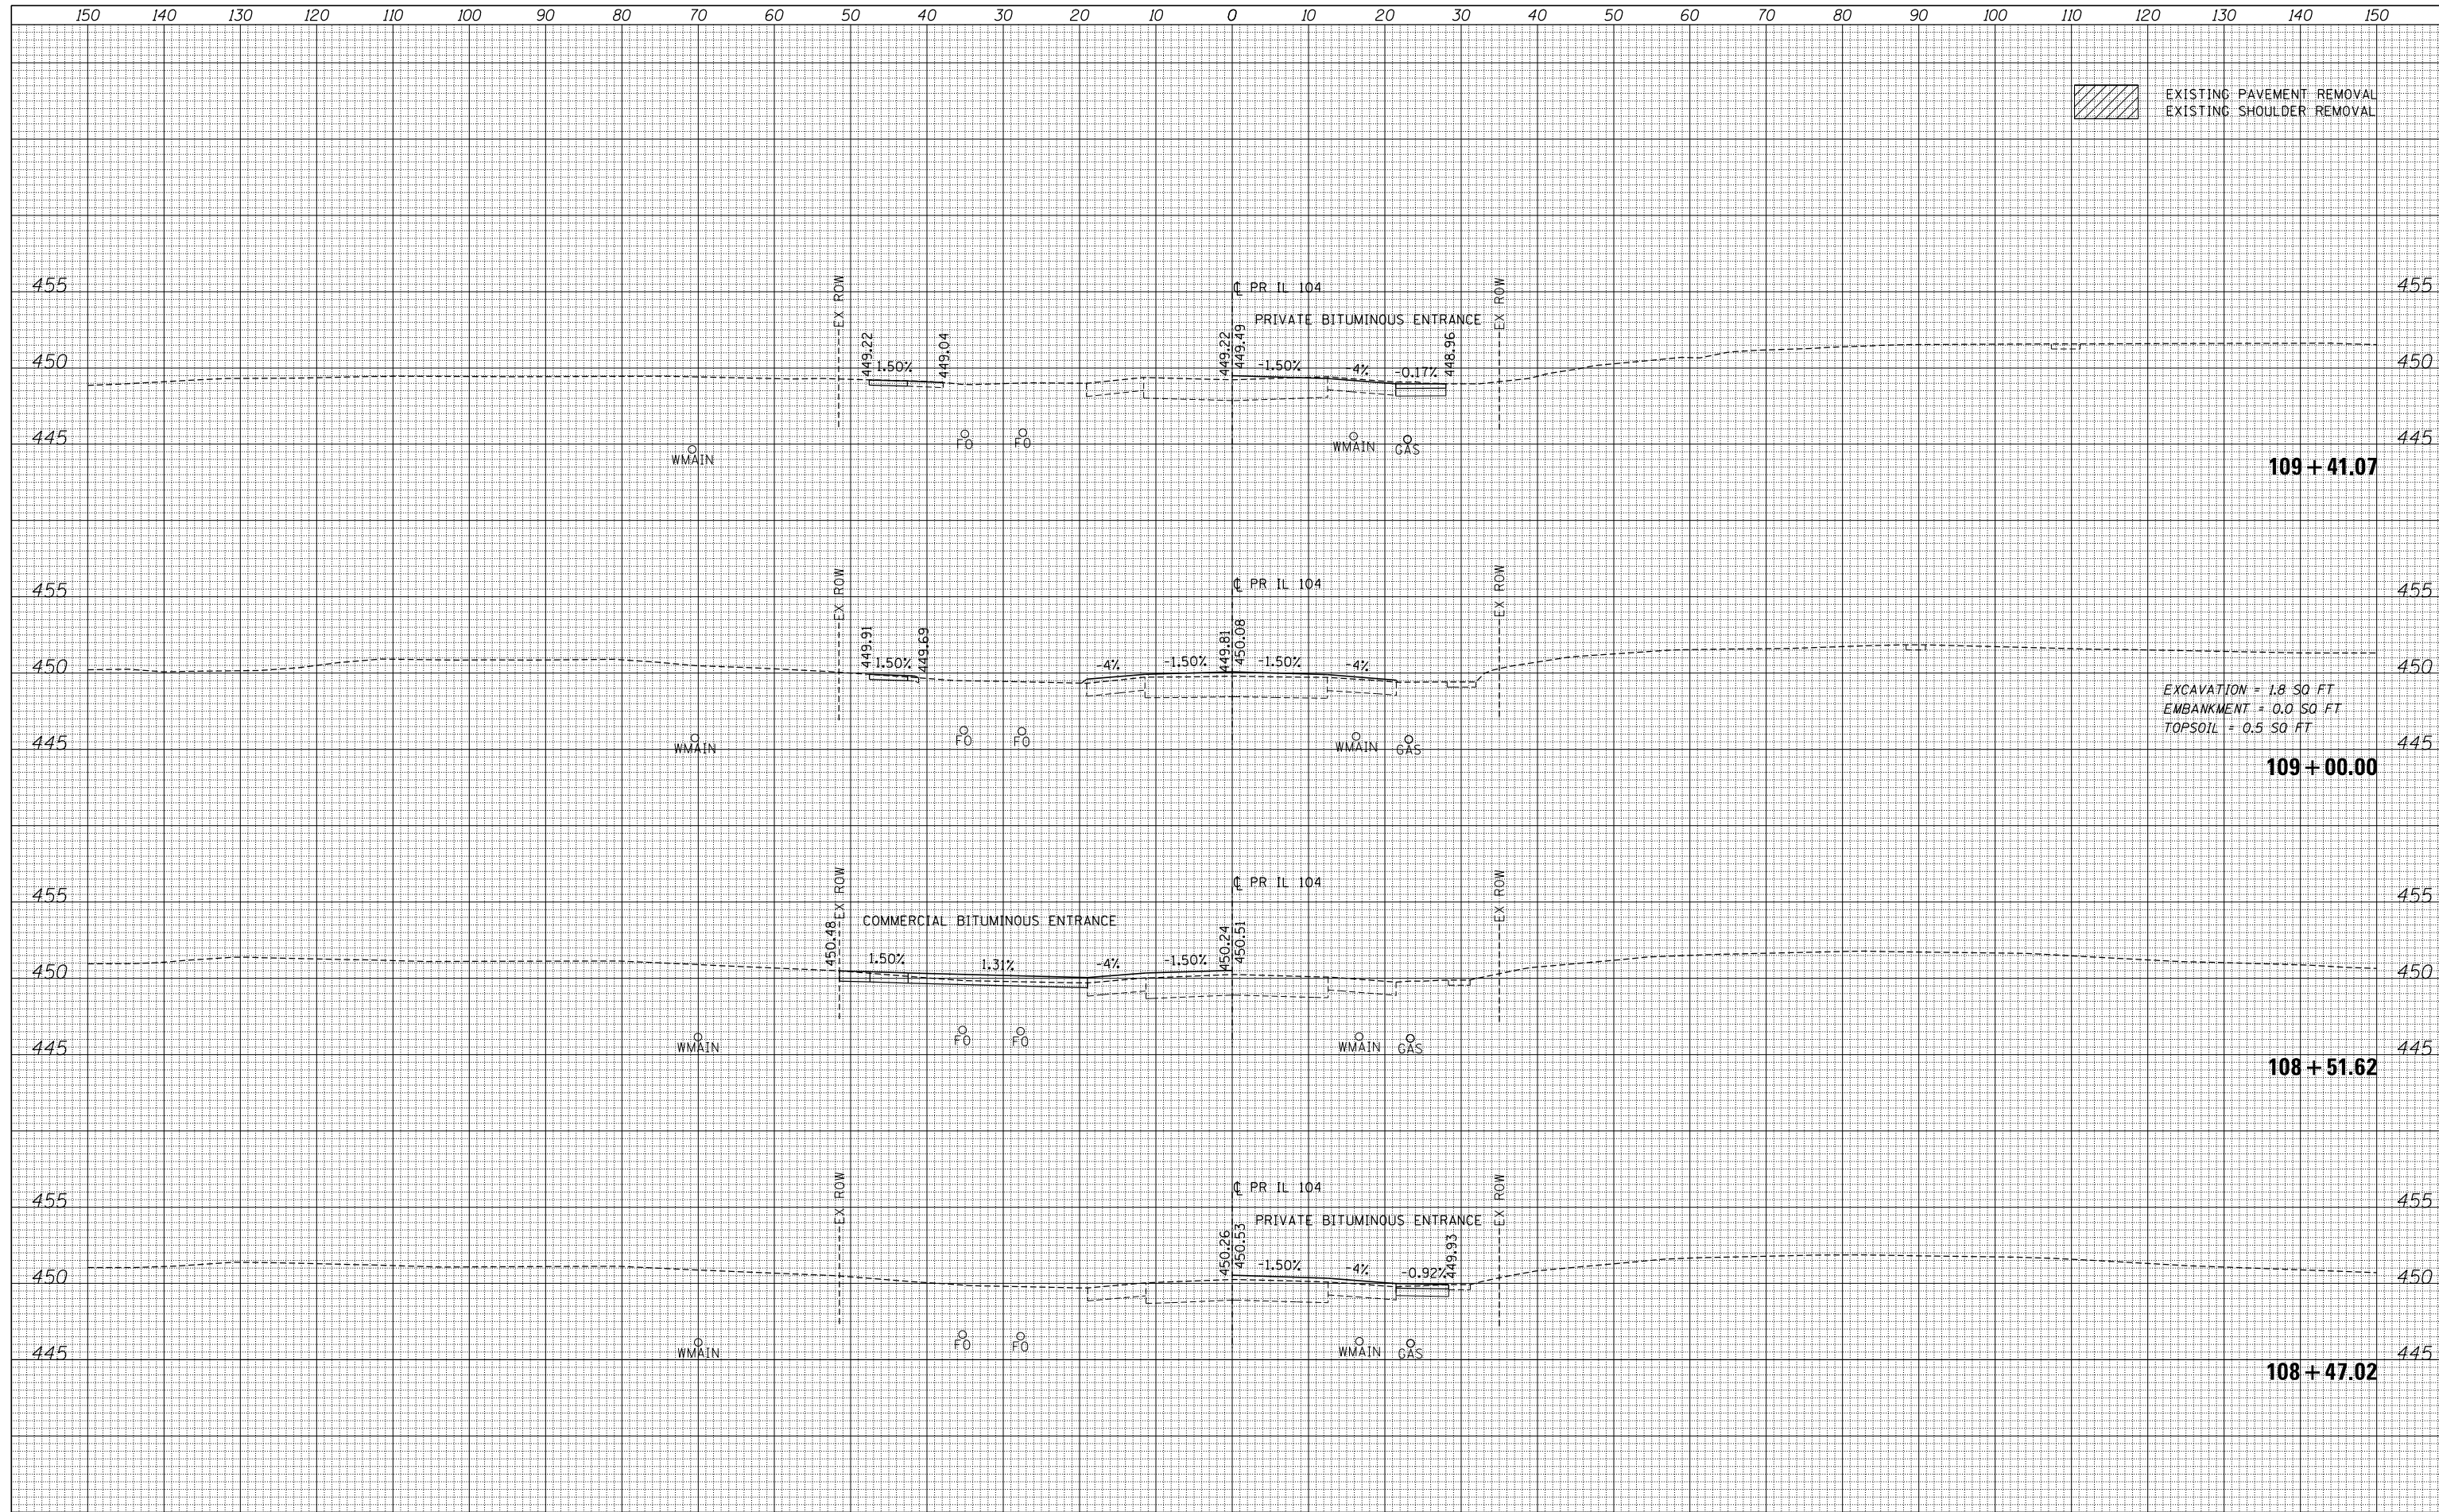 150 140 130 120 110 100 90 80 70 60 50 40 30 20 10 0 10 20 30 40 50 60 70 80 90 100 110 120 130 140 150
EXISTING PAVEMENT REMOVAL
EXISTING SHOULDER REMOVAL
455 455
EX ROW
℄ PR IL 104
EX ROW
PRIVATE BITUMINOUS ENTRANCE
449.22
1.50%
449.04
449.22
449.49
-1.50%
-4%
-0.17%
448.96
450 450
445 445
WMAIN
FO
FO
WMAIN
GAS
109+41.07
455 455
EX ROW
℄ PR IL 104
EX ROW
449.91
1.50%
449.69
-4%
-1.50%
449.81
450.08
-1.50%
-4%
450 450
EXCAVATION = 1.8 SQ FT
EMBANKMENT = 0.0 SQ FT
TOPSOIL = 0.5 SQ FT
445 445
WMAIN
FO
FO
WMAIN
GAS
109+00.00
455 455
EX ROW
℄ PR IL 104
EX ROW
COMMERCIAL BITUMINOUS ENTRANCE
450.48
1.50%
1.31%
-4%
-1.50%
450.24
450.51
450 450
445 445
WMAIN
FO
FO
WMAIN
GAS
108+51.62
455 455
EX ROW
℄ PR IL 104
EX ROW
PRIVATE BITUMINOUS ENTRANCE
450.26
450.53
-1.50%
-4%
-0.92%
449.93
450 450
445 445
WMAIN
FO
FO
WMAIN
GAS
108+47.02